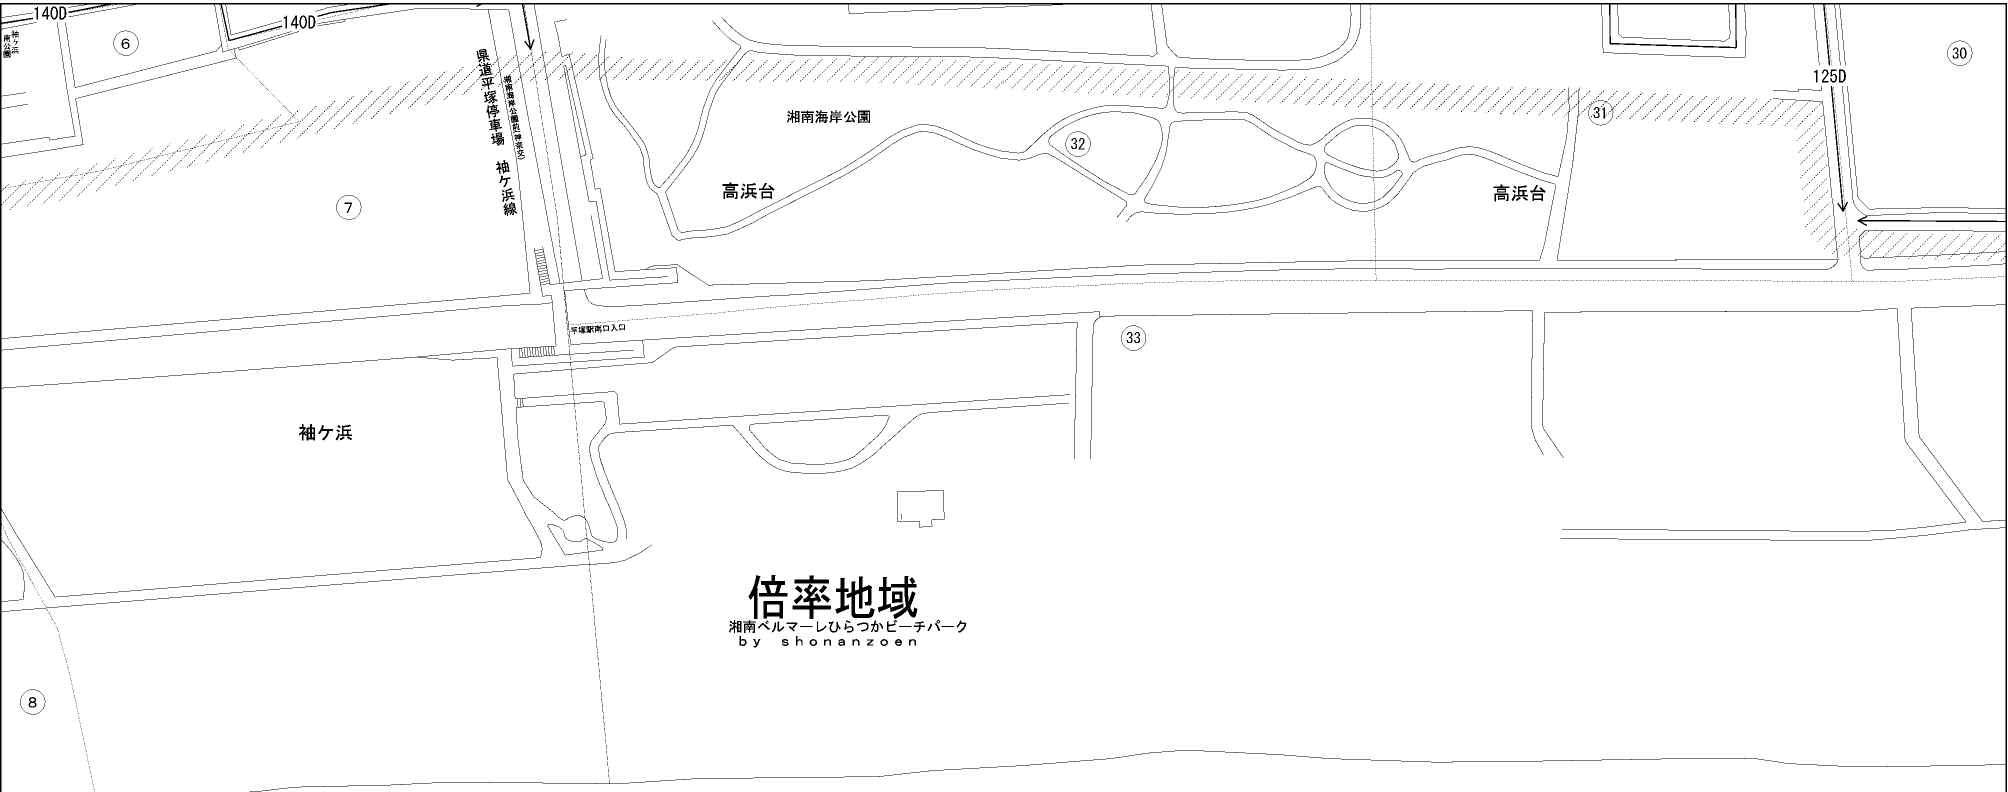 140D
140D
袖ケ浜
南公園
6
県道平塚停車場 袖ケ浜線
湘南海岸公園前(神奈交)
湘南海岸公園
125D
30
31
32
7
高浜台
高浜台
平塚駅南口入口
33
袖ケ浜
倍率地域
湘南ベルマーレひらつかビーチパーク
by shonanzoen
8